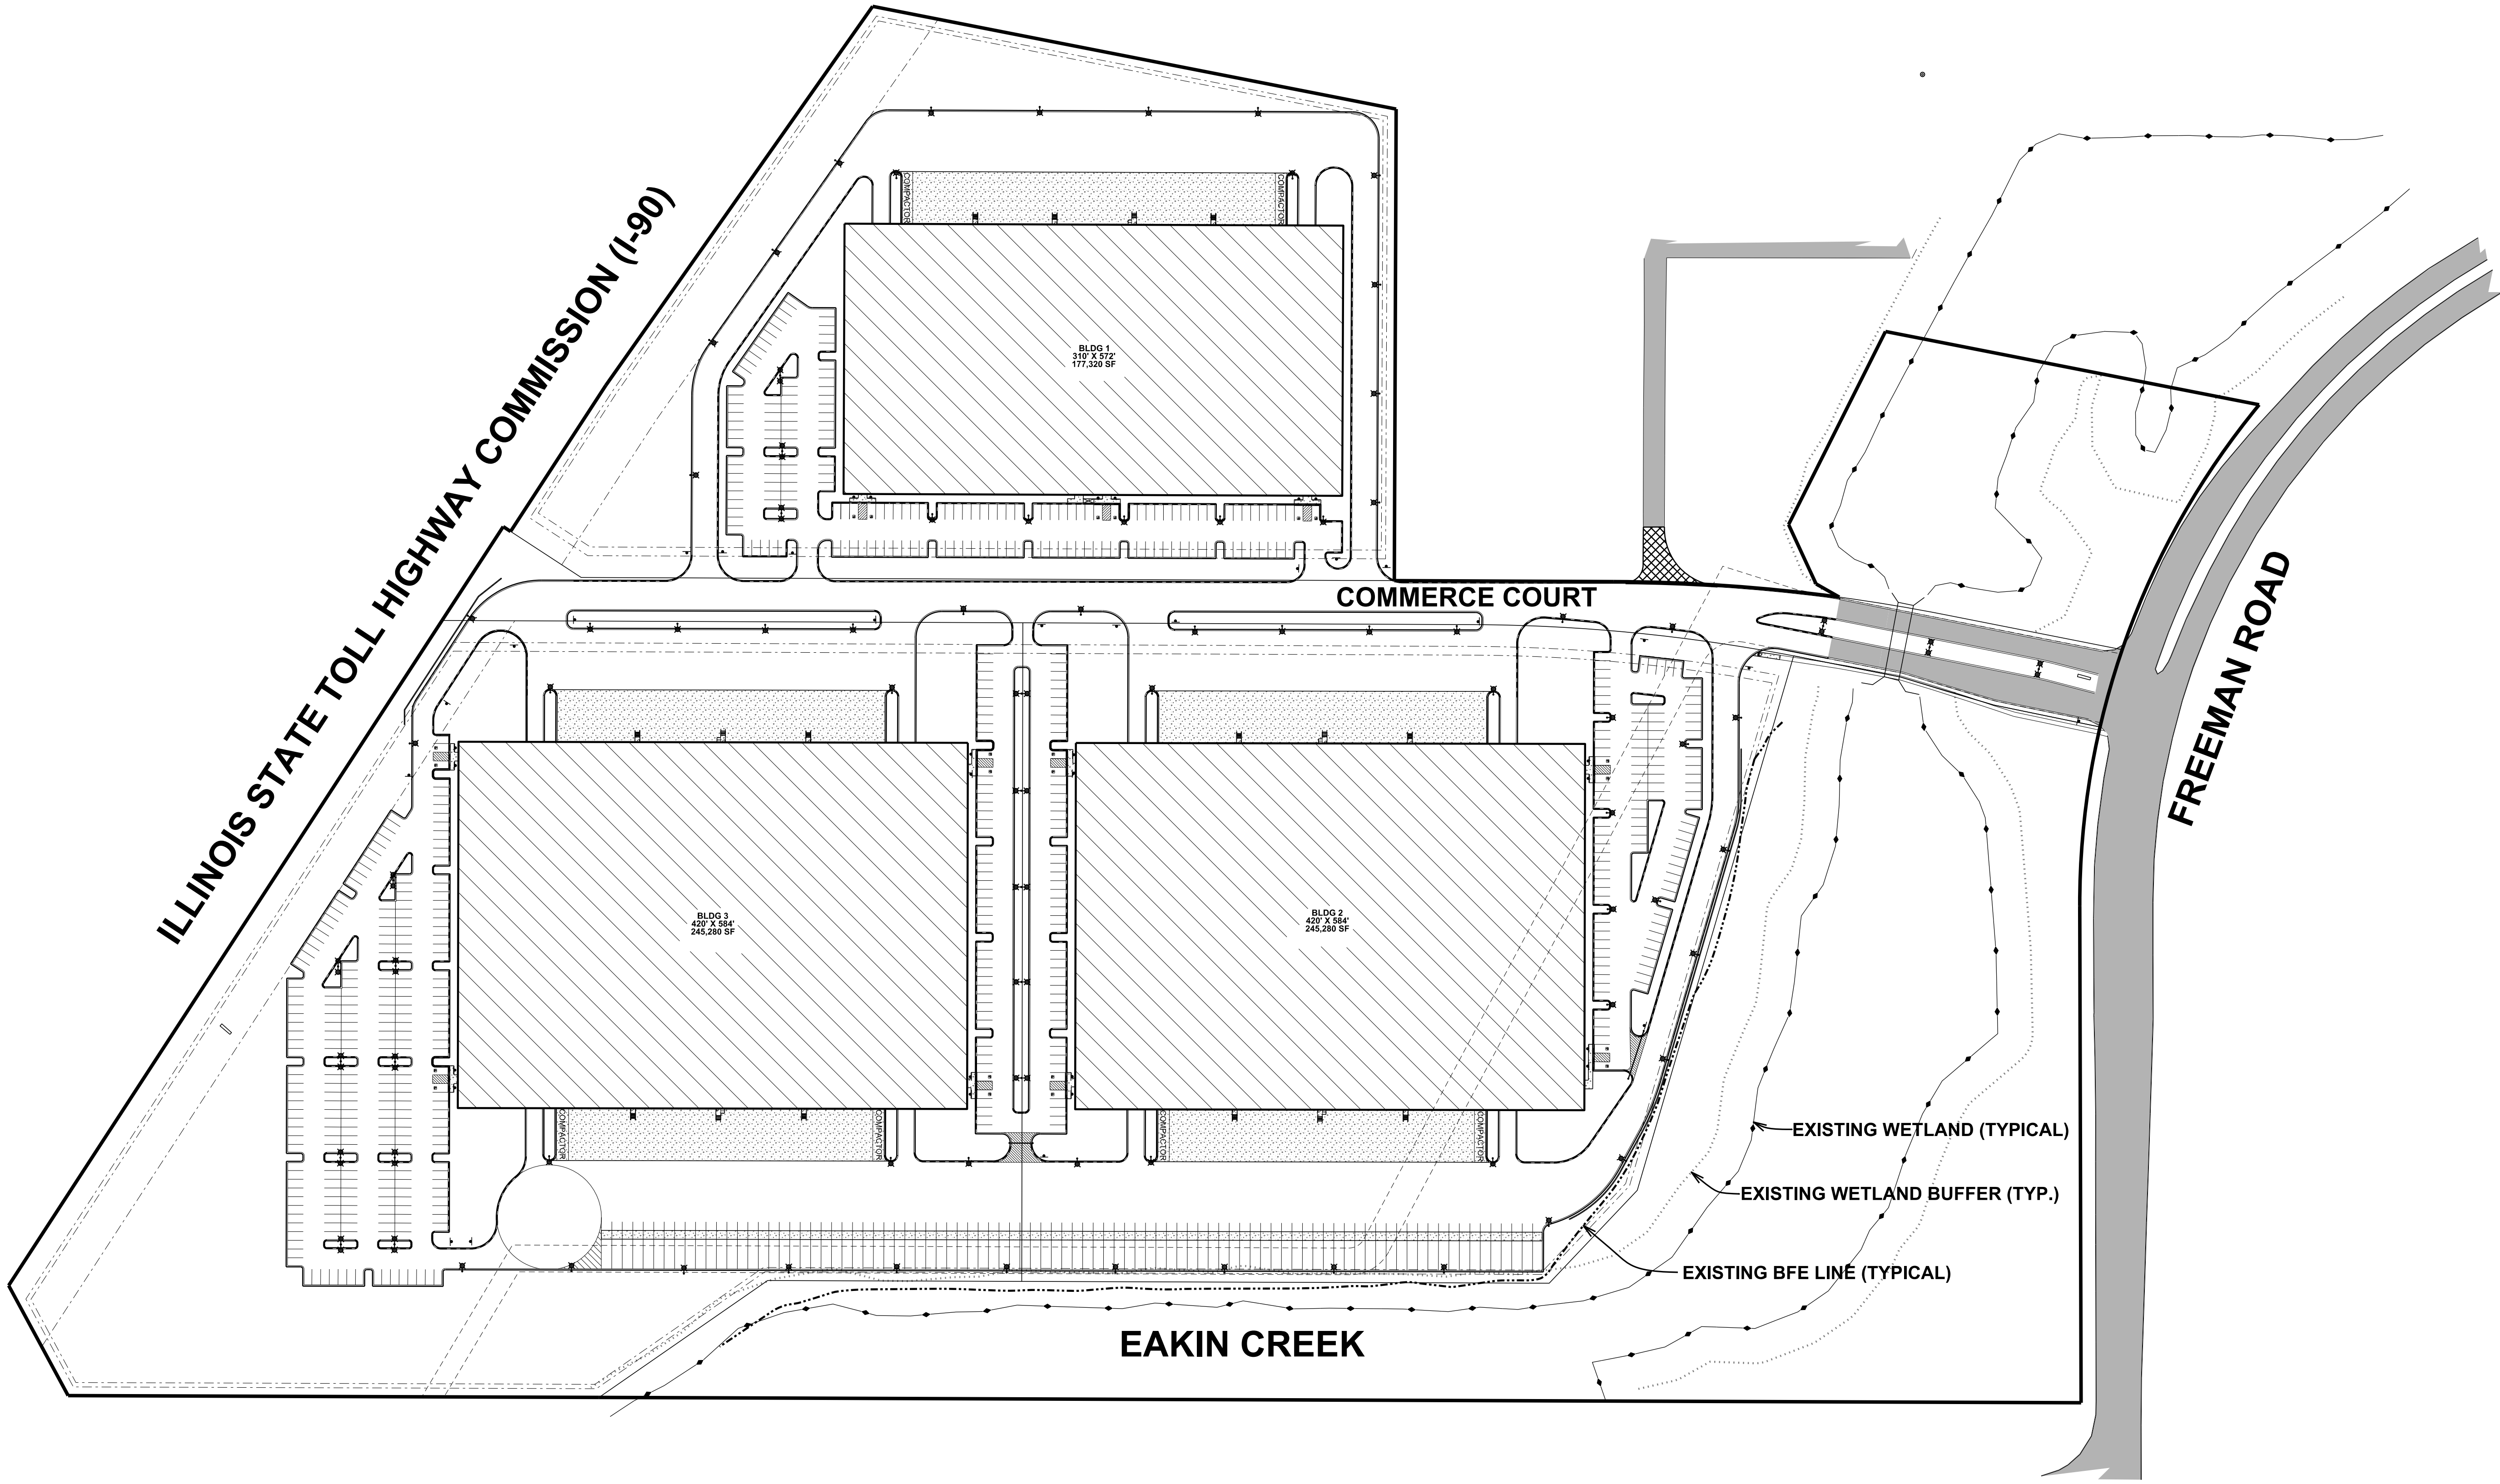 COMPACTOR
COMPACTOR
BLDG 1
310' X 572'
177,320 SF
ILLINOIS STATE TOLL HIGHWAY COMMISSION (I-90)
COMMERCE COURT
FREEMAN ROAD
BLDG 3
420' X 584'
245,280 SF
BLDG 2
420' X 584'
245,280 SF
COMPACTOR
COMPACTOR
COMPACTOR
COMPACTOR
EXISTING WETLAND (TYPICAL)
EXISTING WETLAND BUFFER (TYP.)
EXISTING BFE LINE (TYPICAL)
EAKIN CREEK